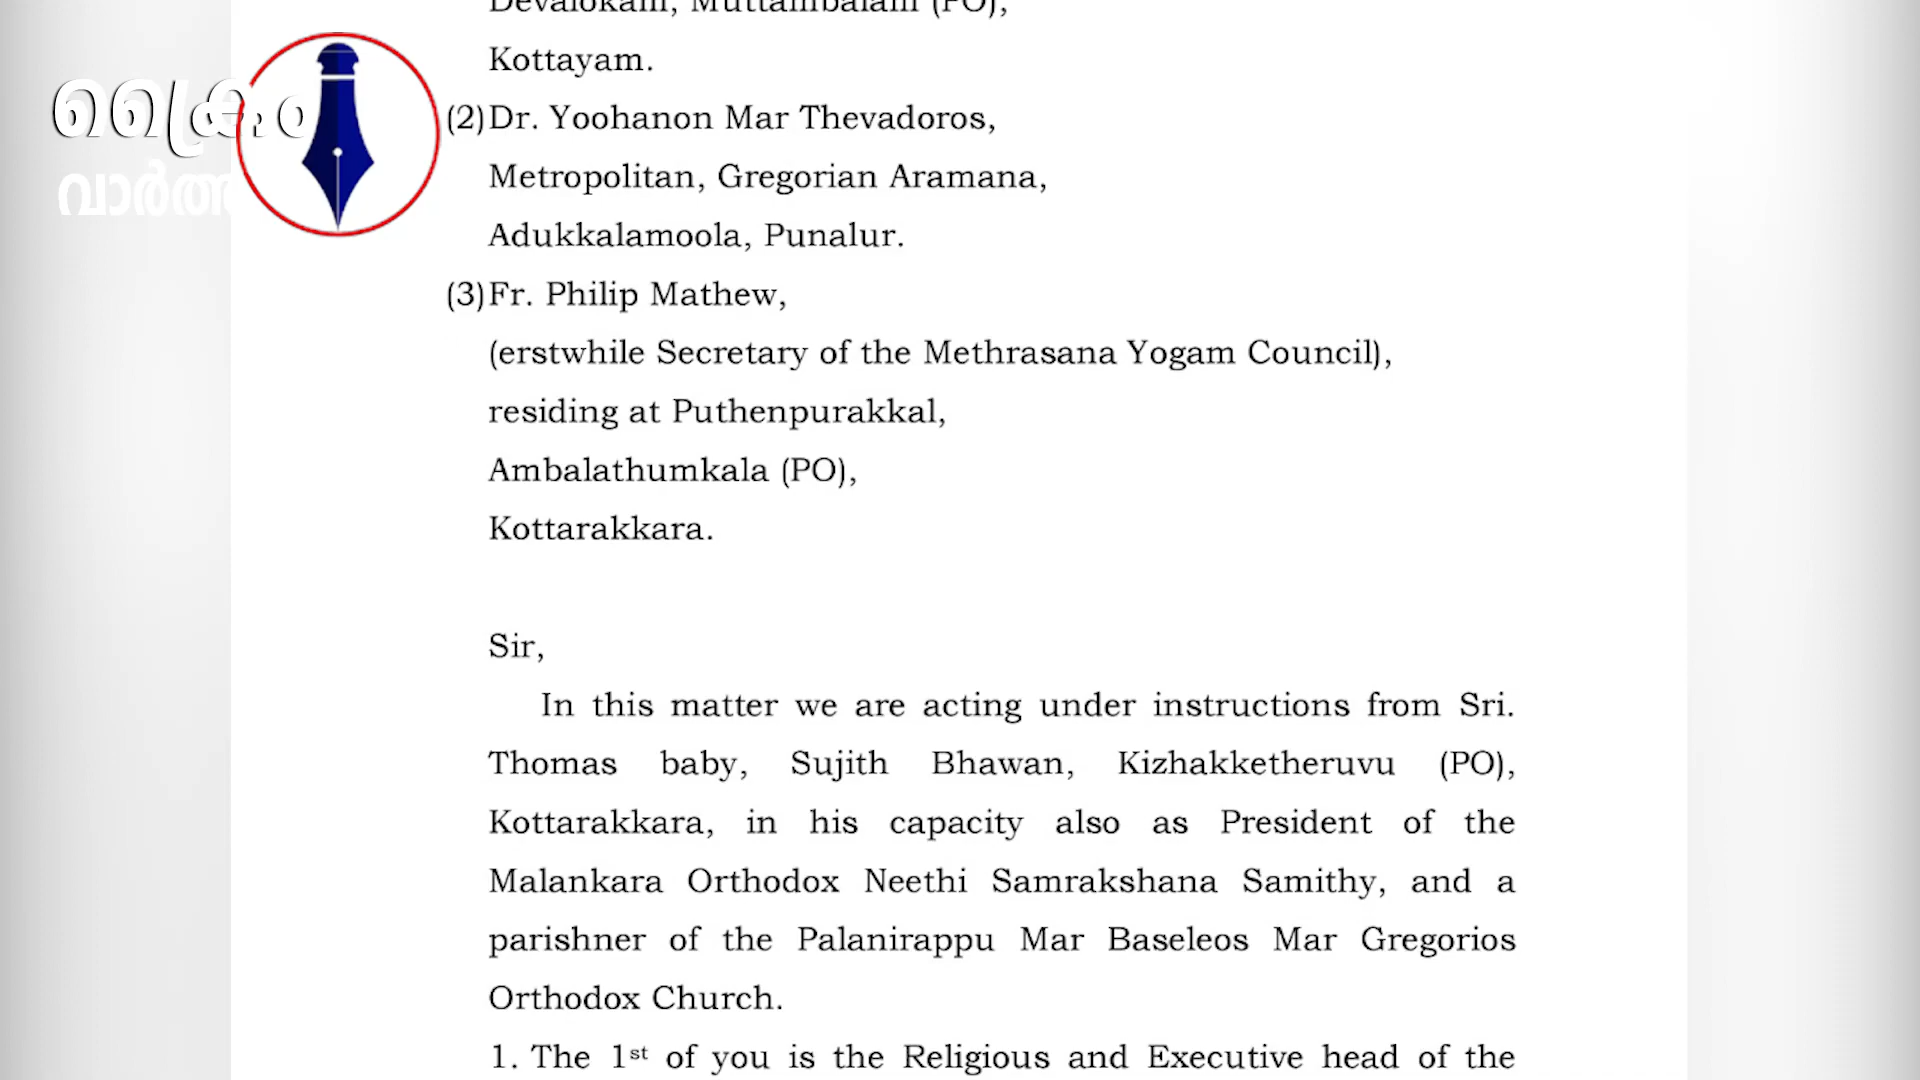 Devalokam, Muttambalam (PO),
Kottayam.
ക്രൈം
വാർത്ത
(2) Dr. Yoohanon Mar Thevadoros,
Metropolitan, Gregorian Aramana,
Adukkalamoola, Punalur.
(3) Fr. Philip Mathew,
(erstwhile Secretary of the Methrasana Yogam Council),
residing at Puthenpurakkal,
Ambalathumkala (PO),
Kottarakkara.
Sir,
In this matter we are acting under instructions from Sri.
Thomas baby, Sujith Bhawan, Kizhakketheruvu (PO),
Kottarakkara, in his capacity also as President of the
Malankara Orthodox Neethi Samrakshana Samithy, and a
parishner of the Palanirappu Mar Baseleos Mar Gregorios
Orthodox Church.
1. The 1st of you is the Religious and Executive head of the